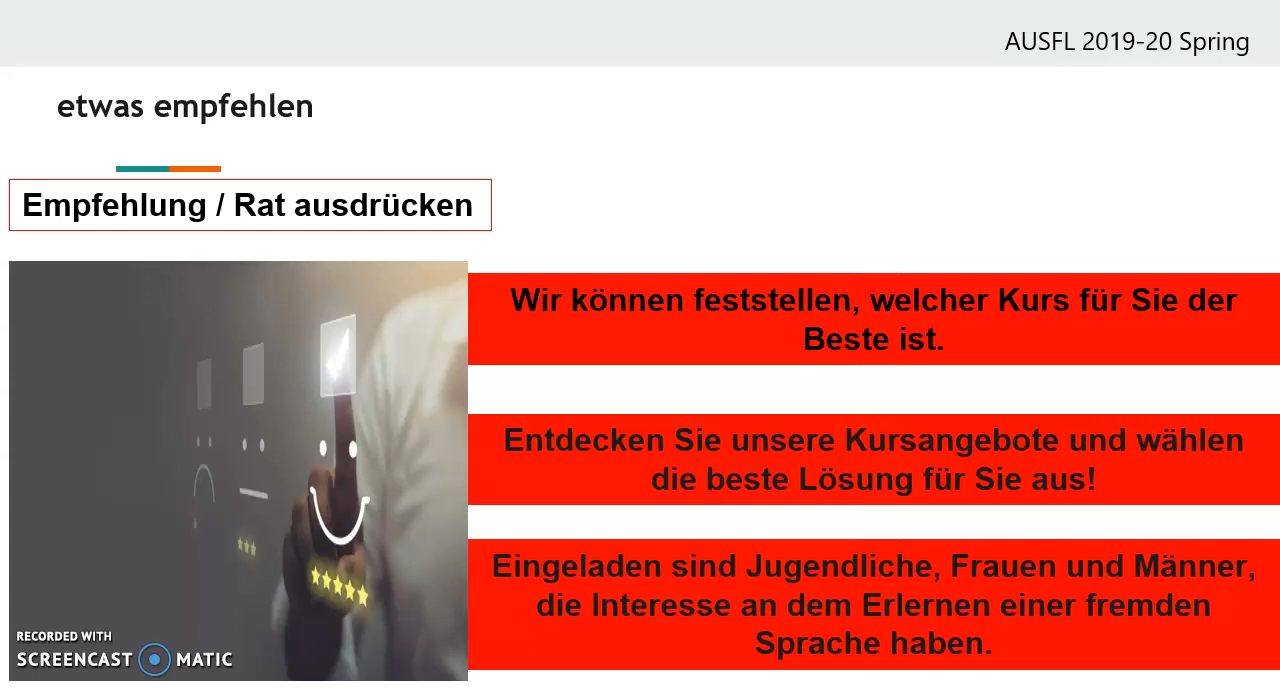 AUSFL 2019-20 Spring
etwas empfehlen
Empfehlung / Rat ausdrücken
Wir können feststellen, welcher Kurs für Sie der
Beste ist.
Entdecken Sie unsere Kursangebote und wählen
die beste Lösung für Sie aus!
Eingeladen sind Jugendliche, Frauen und Männer,
die Interesse an dem Erlernen einer fremden
Sprache haben.
RECORDED WITH
SCREENCAST MATIC